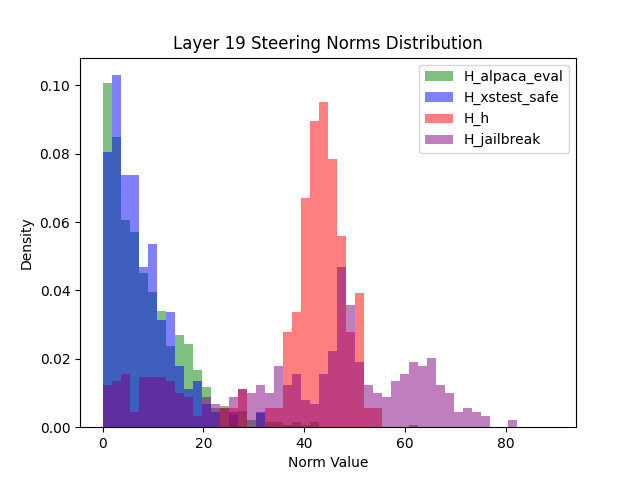 Layer 19 Steering Norms Distribution
H_alpaca_eval
H_xstest_safe
H_h
H_jailbreak
Density
0.10
0.08
0.06
0.04
0.02
0.00
0
20
40
60
80
Norm Value